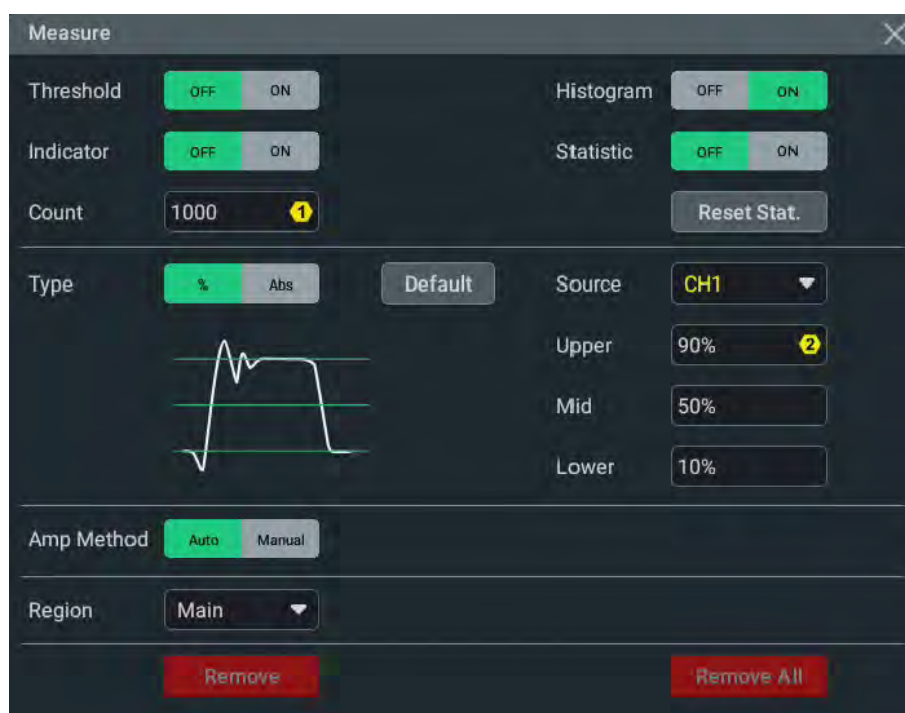 Measure
Threshold OFF ON Histogram OFF ON
Indicator OFF ON Statistic OFF ON
Count 1000 1 Reset Stat.
Type % Abs Default Source CH1
Upper 90% 2
Mid 50%
Lower 10%
Amp Method Auto Manual
Region Main
Remove Remove All